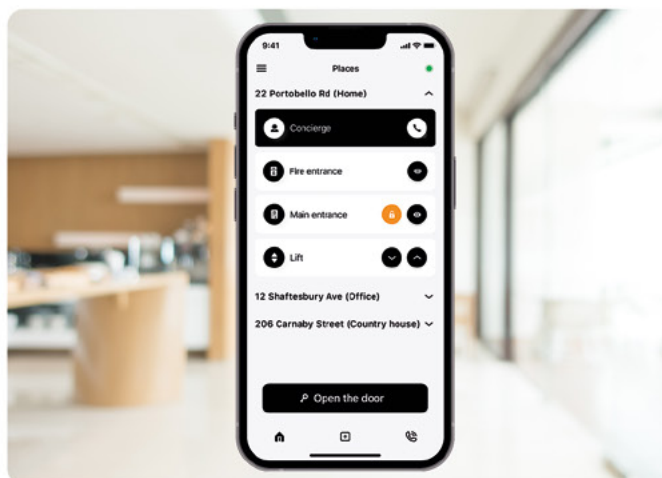 9:41
Places
22 Portobello Rd (Home)
Concierge
Fire entrance
Main entrance
Lift
12 Shaftesbury Ave (Office)
206 Carnaby Street (Country house)
Open the door